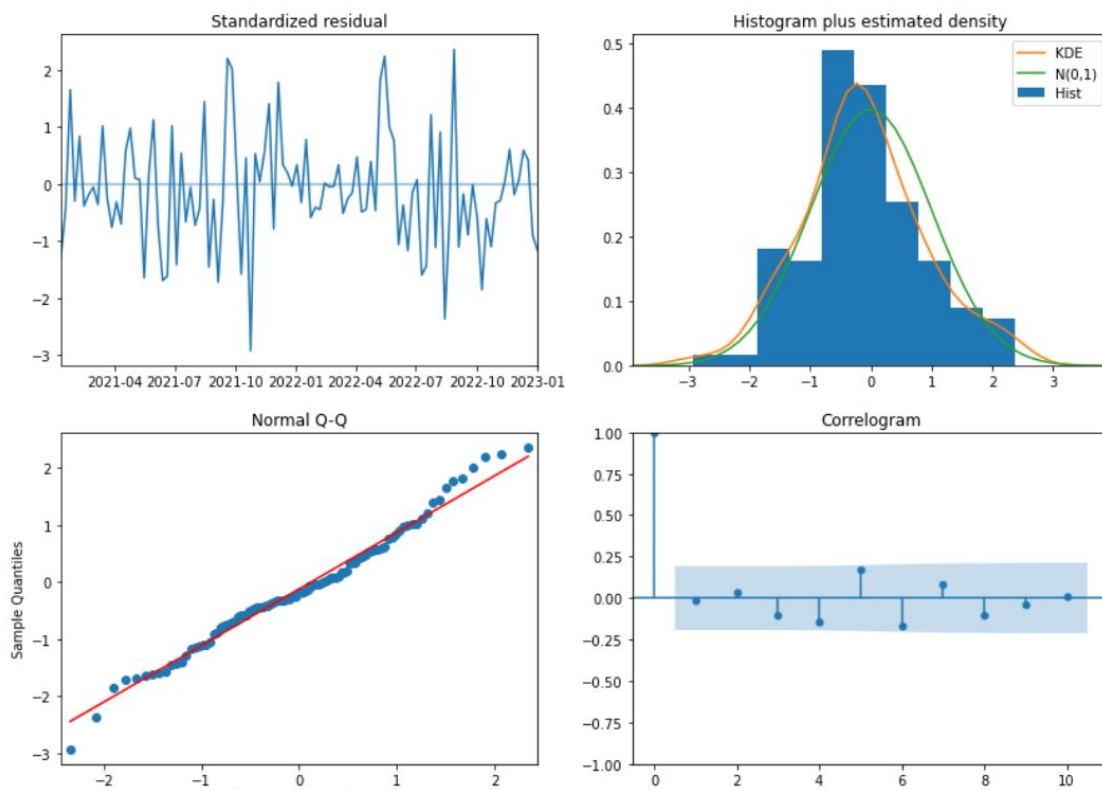 Standardized residual
2
1
0
−1
−2
−3
2021-04 2021-07 2021-10 2022-01 2022-04 2022-07 2022-10 2023-01
Histogram plus estimated density
KDE
N(0,1)
Hist
0.5
0.4
0.3
0.2
0.1
0.0
−3 −2 −1 0 1 2 3
Normal Q-Q
Sample Quantiles
2
1
0
−1
−2
−3
−2 −1 0 1 2
Correlogram
1.00
0.75
0.50
0.25
0.00
−0.25
−0.50
−0.75
−1.00
0 2 4 6 8 10